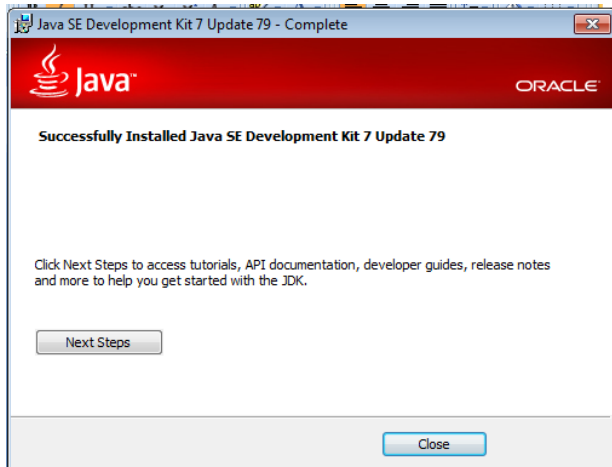 Java SE Development Kit 7 Update 79 - Complete
Java™
ORACLE®
Successfully Installed Java SE Development Kit 7 Update 79
Click Next Steps to access tutorials, API documentation, developer guides, release notes
and more to help you get started with the JDK.
Next Steps
Close